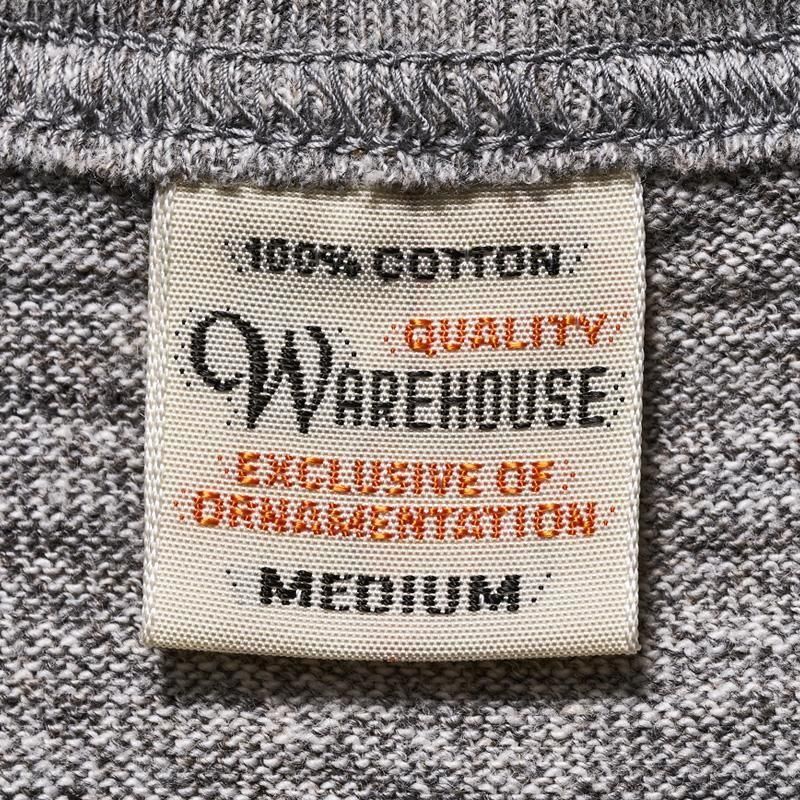 100% COTTON
QUALITY
WAREHOUSE
EXCLUSIVE OF
ORNAMENTATION
MEDIUM